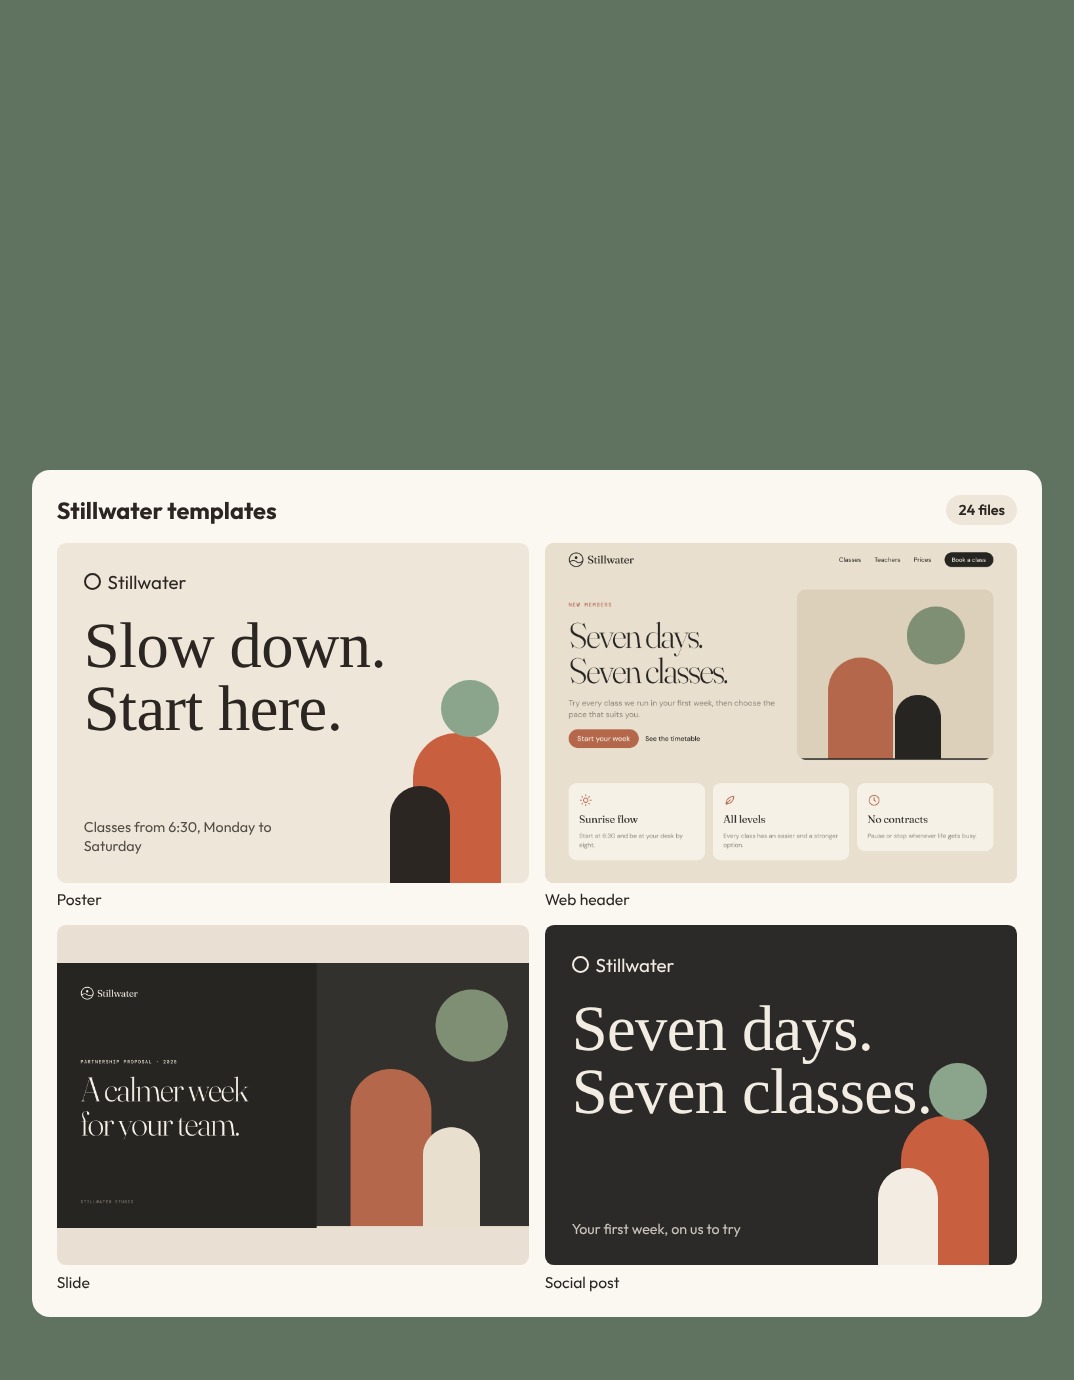 Stillwater templates
24 files
Stillwater
Slow down.
Start here.
Classes from 6:30, Monday to
Saturday
Poster
Stillwater
Classes
Teachers
Prices
Book a class
NEW MEMBERS
Seven days.
Seven classes.
Try every class we run in your first week, then choose the
pace that suits you.
Start your week
See the timetable
Sunrise flow
Start at 6:30 and be at your desk by
eight.
All levels
Every class has an easier and a stronger
option.
No contracts
Pause or stop whenever life gets busy.
Web header
Stillwater
PARTNERSHIP PROPOSAL · 2026
A calmer week
for your team.
STILLWATER STUDIO
Slide
Stillwater
Seven days.
Seven classes.
Your first week, on us to try
Social post